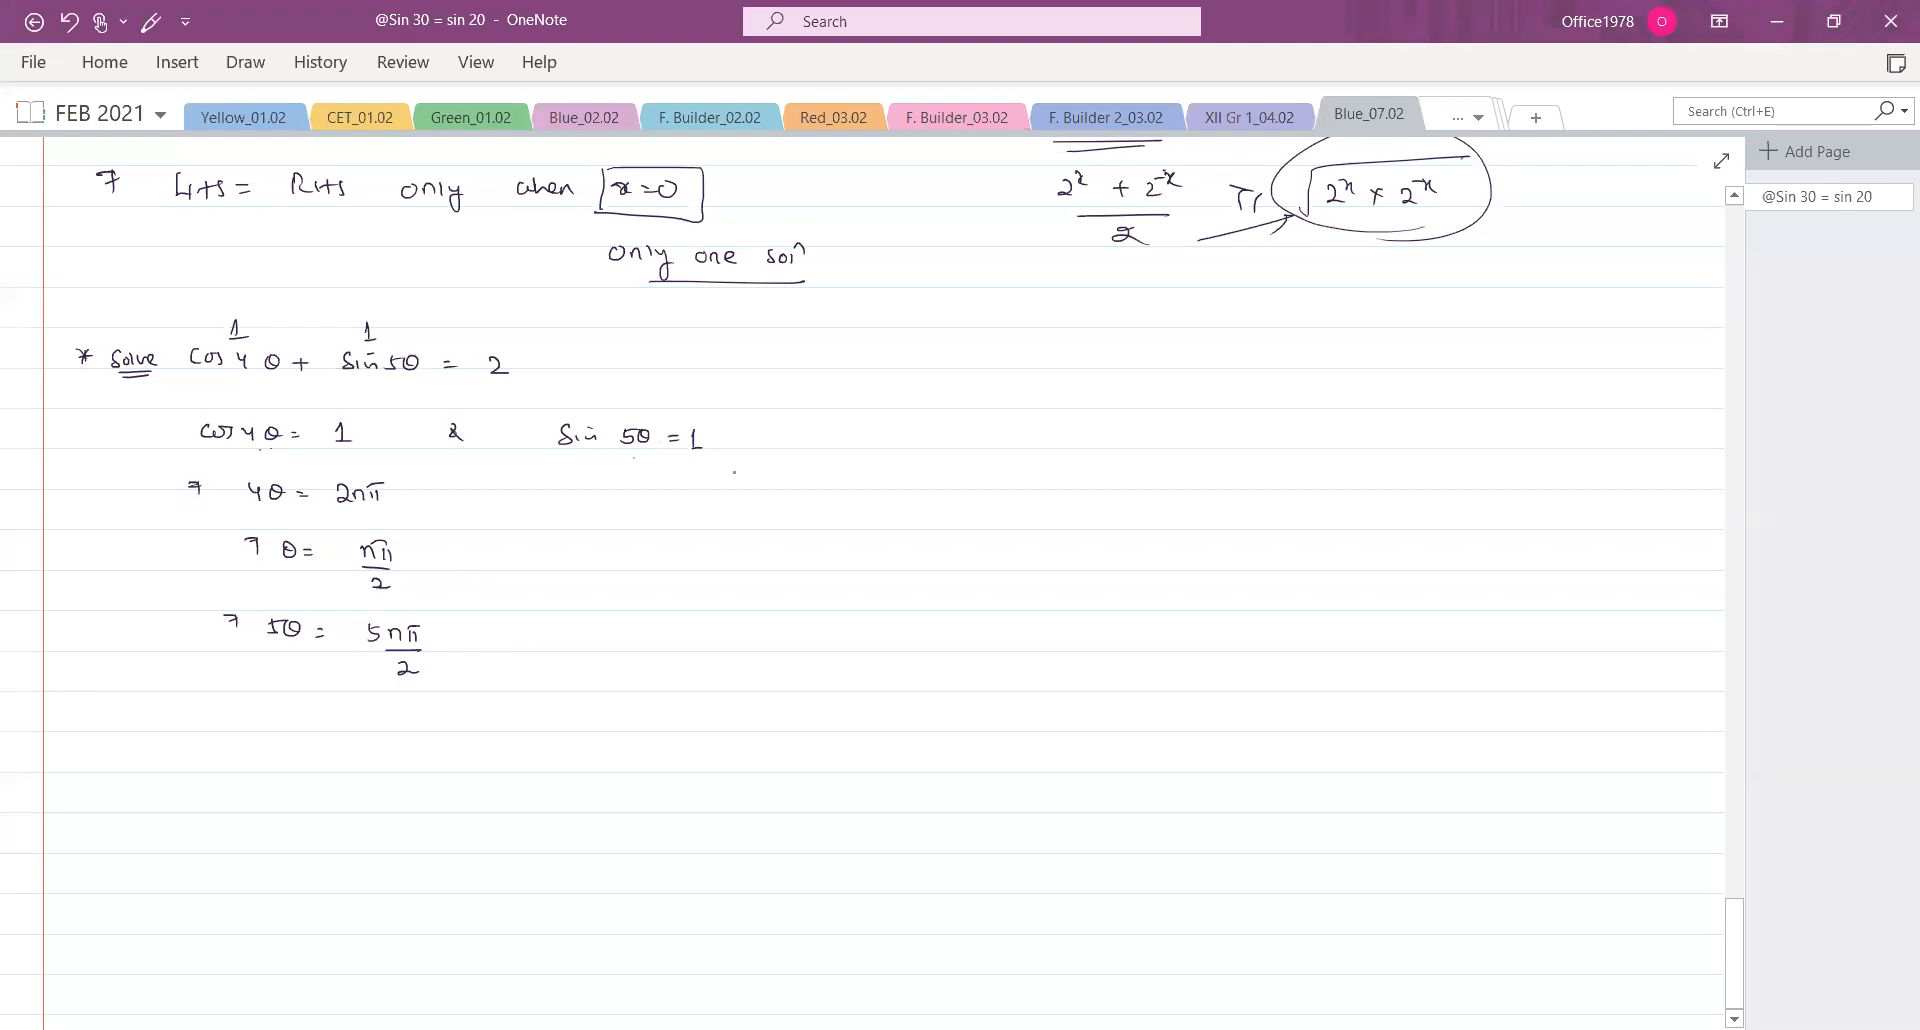 @Sin 30 = sin 20 - OneNote
Search
Office1978
O
File Home Insert Draw History Review View Help
FEB 2021
Yellow_01.02 CET_01.02 Green_01.02 Blue_02.02 F. Builder_02.02 Red_03.02 F. Builder_03.02 F. Builder 2_03.02 XII Gr 1_04.02 Blue_07.02 ... +
Search (Ctrl+E)
Add Page
@Sin 30 = sin 20
⇒ LHS = RHS only when x=0
(2^x + 2^-x)/2 ≥ √(2^x × 2^-x)
only one sol^n
1 1
* Solve cos 4θ + sin 5θ = 2
cos 4θ = 1 & sin 5θ = 1
⇒ 4θ = 2nπ
⇒ θ = nπ/2
⇒ 5θ = 5nπ/2